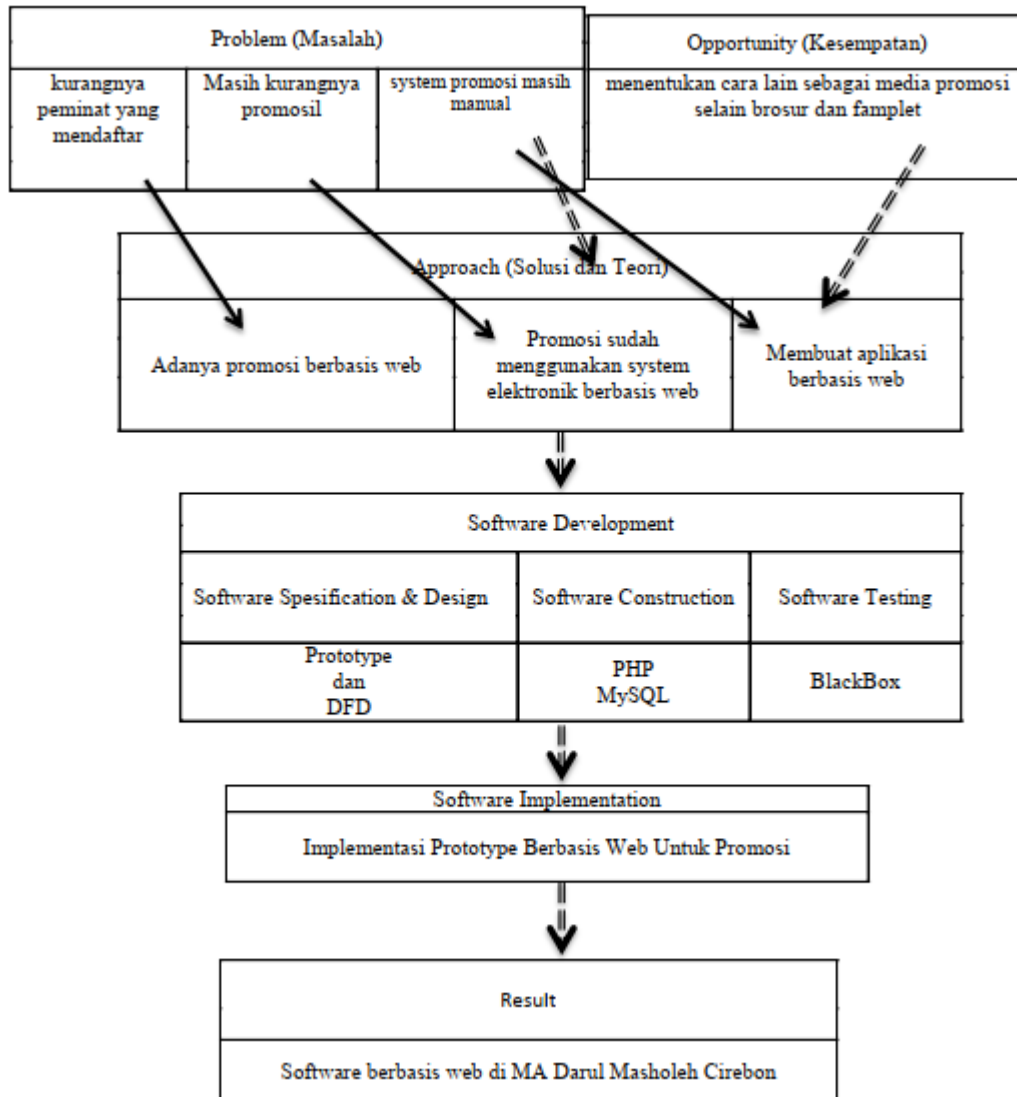 Problem (Masalah)
Opportunity (Kesempatan)
kurangnya
peminat yang
mendaftar
Masih kurangnya
promosil
system promosi masih
manual
menentukan cara lain sebagai media promosi
selain brosur dan famplet
Approach (Solusi dan Teori)
Adanya promosi berbasis web
Promosi sudah
menggunakan system
elektronik berbasis web
Membuat aplikasi
berbasis web
Software Development
Software Spesification & Design
Software Construction
Software Testing
Prototype
dan
DFD
PHP
MySQL
BlackBox
Software Implementation
Implementasi Prototype Berbasis Web Untuk Promosi
Result
Software berbasis web di MA Darul Masholeh Cirebon